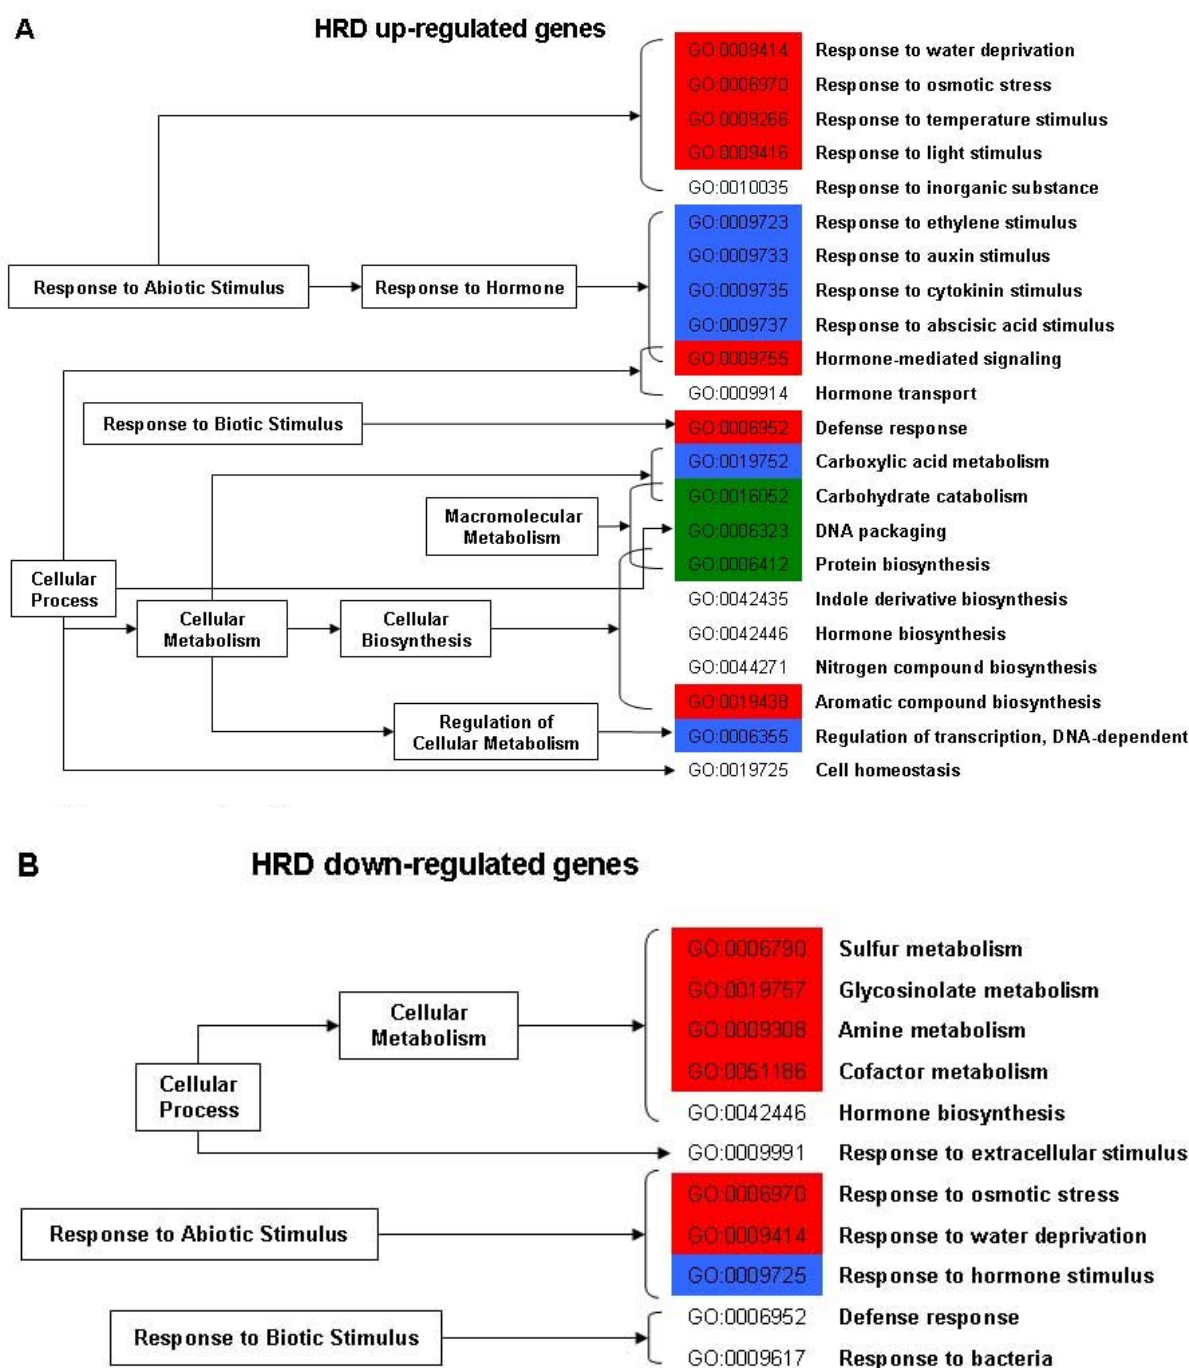 A
HRD up-regulated genes
GO:0009414 Response to water deprivation
GO:0006970 Response to osmotic stress
GO:0009266 Response to temperature stimulus
GO:0009416 Response to light stimulus
GO:0010035 Response to inorganic substance
GO:0009723 Response to ethylene stimulus
GO:0009733 Response to auxin stimulus
Response to Abiotic Stimulus
Response to Hormone
GO:0009735 Response to cytokinin stimulus
GO:0009737 Response to abscisic acid stimulus
GO:0009755 Hormone-mediated signaling
GO:0009914 Hormone transport
Response to Biotic Stimulus
GO:0006952 Defense response
GO:0019752 Carboxylic acid metabolism
GO:0016052 Carbohydrate catabolism
Macromolecular
Metabolism
GO:0006323 DNA packaging
GO:0006412 Protein biosynthesis
Cellular
Process
GO:0042435 Indole derivative biosynthesis
Cellular
Metabolism
Cellular
Biosynthesis
GO:0042446 Hormone biosynthesis
GO:0044271 Nitrogen compound biosynthesis
GO:0019438 Aromatic compound biosynthesis
Regulation of
Cellular Metabolism
GO:0006355 Regulation of transcription, DNA-dependent
GO:0019725 Cell homeostasis
B
HRD down-regulated genes
GO:0006790 Sulfur metabolism
GO:0019757 Glycosinolate metabolism
Cellular
Metabolism
GO:0009308 Amine metabolism
GO:0051186 Cofactor metabolism
Cellular
Process
GO:0042446 Hormone biosynthesis
GO:0009991 Response to extracellular stimulus
GO:0006970 Response to osmotic stress
Response to Abiotic Stimulus
GO:0009414 Response to water deprivation
GO:0009725 Response to hormone stimulus
GO:0006952 Defense response
Response to Biotic Stimulus
GO:0009617 Response to bacteria